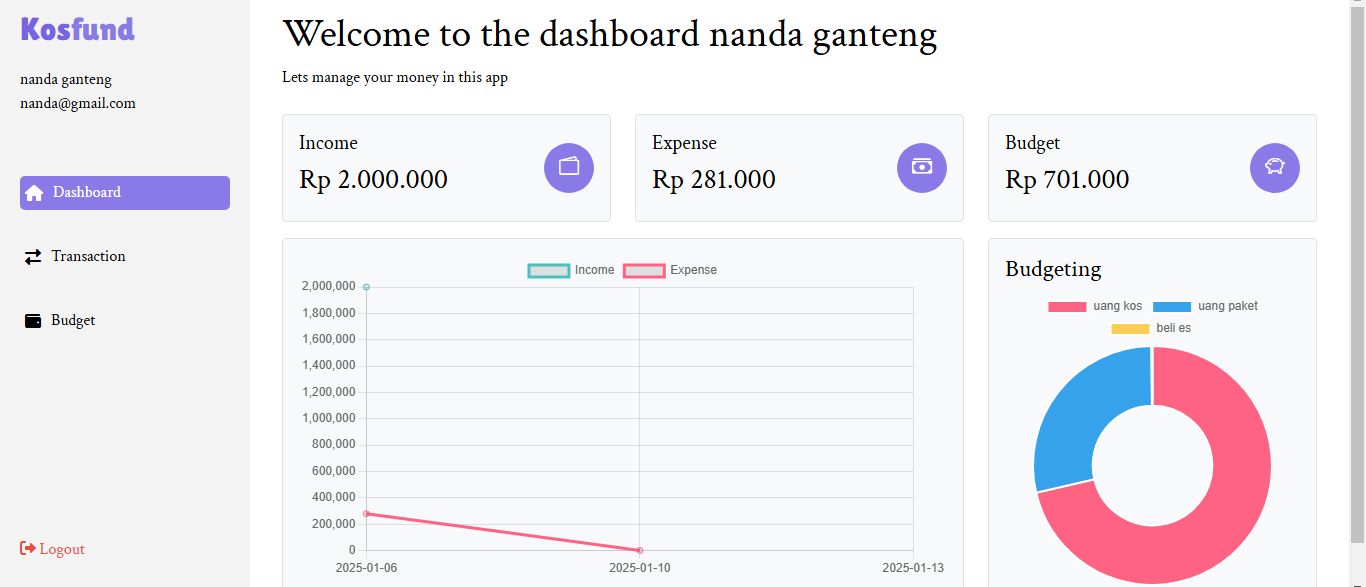 Kosfund
nanda ganteng
nanda@gmail.com
Dashboard
Transaction
Budget
Logout
Welcome to the dashboard nanda ganteng
Lets manage your money in this app
Income
Rp 2.000.000
Expense
Rp 281.000
Budget
Rp 701.000
Income Expense
2,000,000
1,800,000
1,600,000
1,400,000
1,200,000
1,000,000
800,000
600,000
400,000
200,000
0
2025-01-06 2025-01-10 2025-01-13
Budgeting
uang kos uang paket
beli es